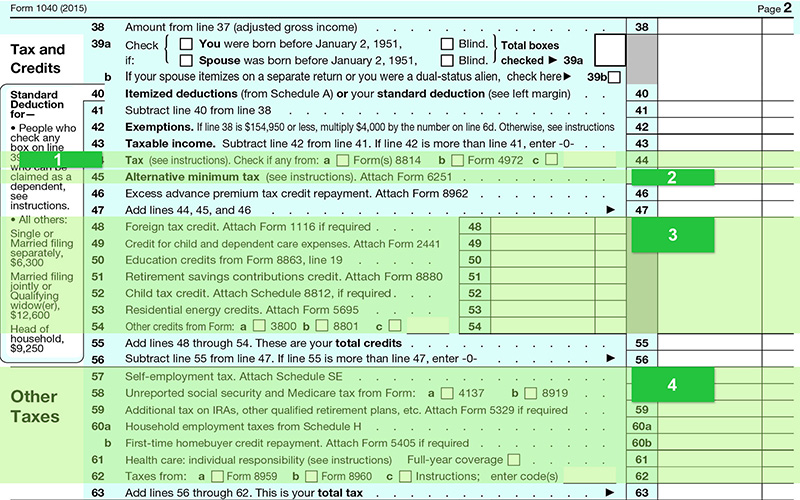 Form 1040 (2015)
Page 2
38 Amount from line 37 (adjusted gross income) 38
Tax and Credits
39a Check if: { You were born before January 2, 1951, Blind. } Total boxes
Spouse was born before January 2, 1951, Blind. checked ▶ 39a
b If your spouse itemizes on a separate return or you were a dual-status alien, check here ▶ 39b
Standard
Deduction
for—
• People who
check any
box on line
who can be
claimed as a
dependent,
see
instructions.
• All others:
Single or
Married filing
separately,
$6,300
Married filing
jointly or
Qualifying
widow(er),
$12,600
Head of
household,
$9,250
40 Itemized deductions (from Schedule A) or your standard deduction (see left margin) . . 40
41 Subtract line 40 from line 38 41
42 Exemptions. If line 38 is $154,950 or less, multiply $4,000 by the number on line 6d. Otherwise, see instructions 42
43 Taxable income. Subtract line 42 from line 41. If line 42 is more than line 41, enter -0- . . 43
1
Tax (see instructions). Check if any from: a Form(s) 8814 b Form 4972 c 44
45 Alternative minimum tax (see instructions). Attach Form 6251
2
46 Excess advance premium tax credit repayment. Attach Form 8962 46
47 Add lines 44, 45, and 46 ▶ 47
48 Foreign tax credit. Attach Form 1116 if required 48
3
49 Credit for child and dependent care expenses. Attach Form 2441 49
50 Education credits from Form 8863, line 19 50
51 Retirement savings contributions credit. Attach Form 8880 51
52 Child tax credit. Attach Schedule 8812, if required 52
53 Residential energy credits. Attach Form 5695 53
54 Other credits from Form: a 3800 b 8801 c 54
55 Add lines 48 through 54. These are your total credits 55
56 Subtract line 55 from line 47. If line 55 is more than line 47, enter -0- ▶ 56
Other Taxes
57 Self-employment tax. Attach Schedule SE
4
58 Unreported social security and Medicare tax from Form: a 4137 b 8919
59 Additional tax on IRAs, other qualified retirement plans, etc. Attach Form 5329 if required 59
60a Household employment taxes from Schedule H 60a
b First-time homebuyer credit repayment. Attach Form 5405 if required 60b
61 Health care: individual responsibility (see instructions) Full-year coverage 61
62 Taxes from: a Form 8959 b Form 8960 c Instructions; enter code(s) 62
63 Add lines 56 through 62. This is your total tax ▶ 63